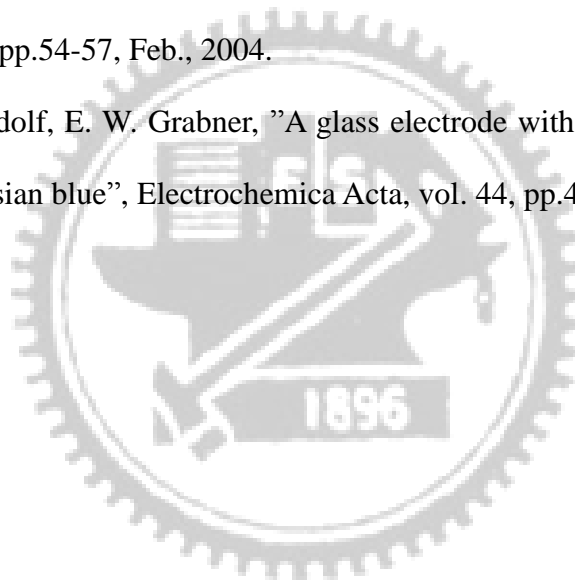 pp.54-57, Feb., 2004.
dolf, E. W. Grabner, ”A glass electrode with
sian blue”, Electrochemica Acta, vol. 44, pp.4
1896